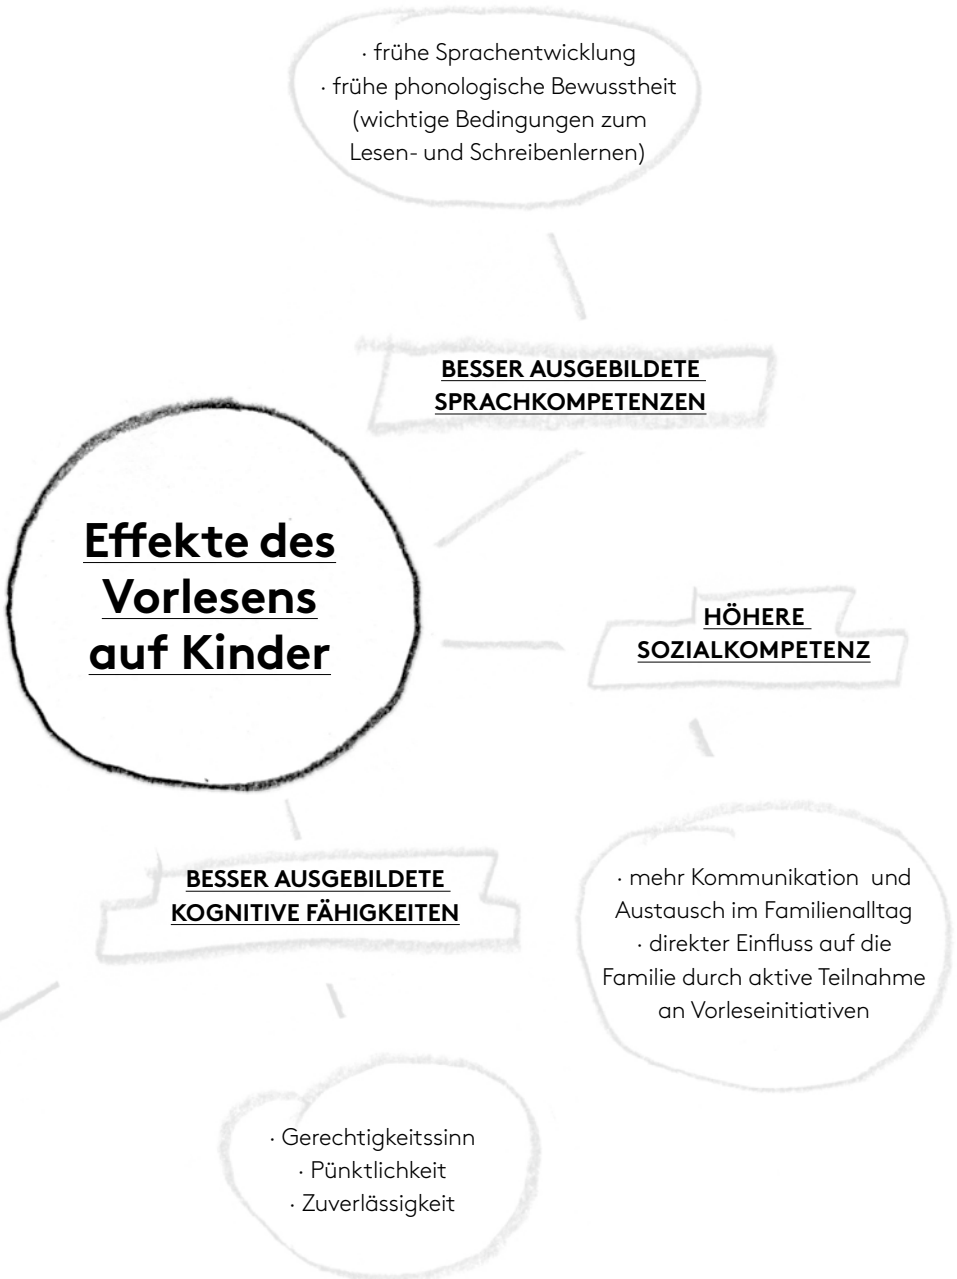 · frühe Sprachentwicklung
· frühe phonologische Bewusstheit
(wichtige Bedingungen zum
Lesen- und Schreibenlernen)
BESSER AUSGEBILDETE
SPRACHKOMPETENZEN
Effekte des
Vorlesens
auf Kinder
HÖHERE
SOZIALKOMPETENZ
BESSER AUSGEBILDETE
KOGNITIVE FÄHIGKEITEN
· mehr Kommunikation und
Austausch im Familienalltag
· direkter Einfluss auf die
Familie durch aktive Teilnahme
an Vorleseinitiativen
· Gerechtigkeitssinn
· Pünktlichkeit
· Zuverlässigkeit